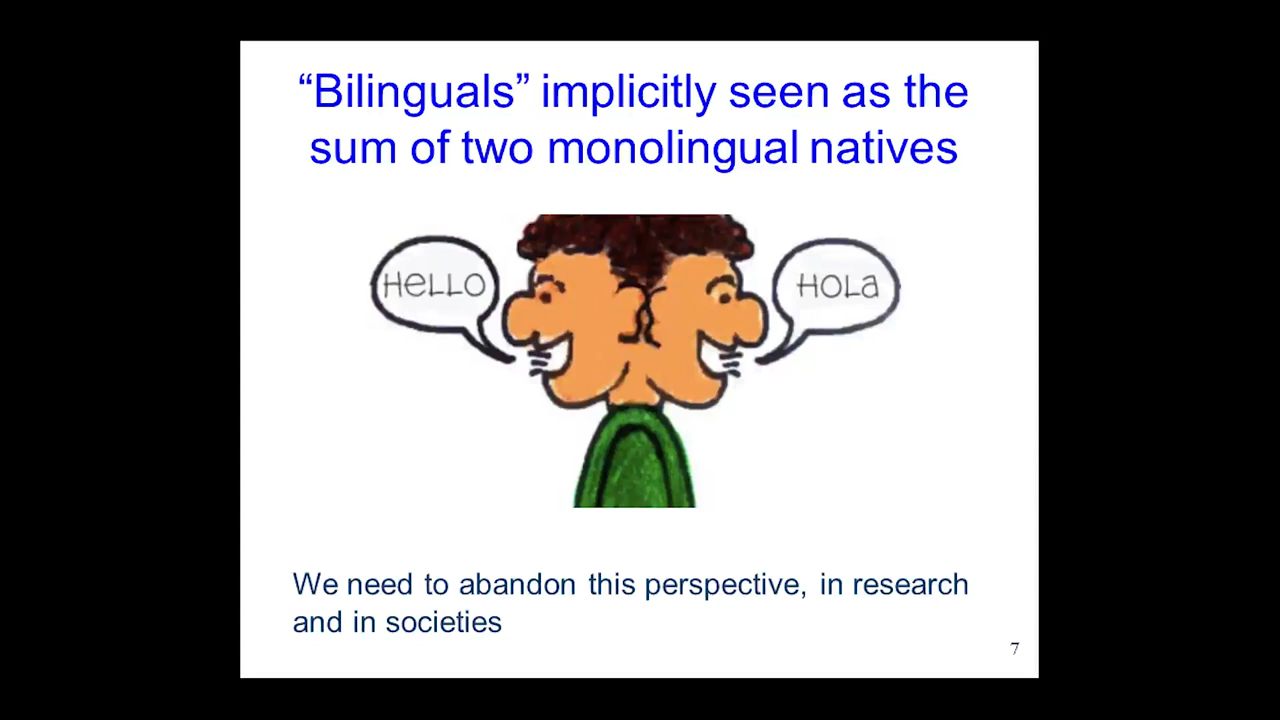 “Bilinguals” implicitly seen as the
sum of two monolingual natives
HELLO
HOLA
We need to abandon this perspective, in research
and in societies
7